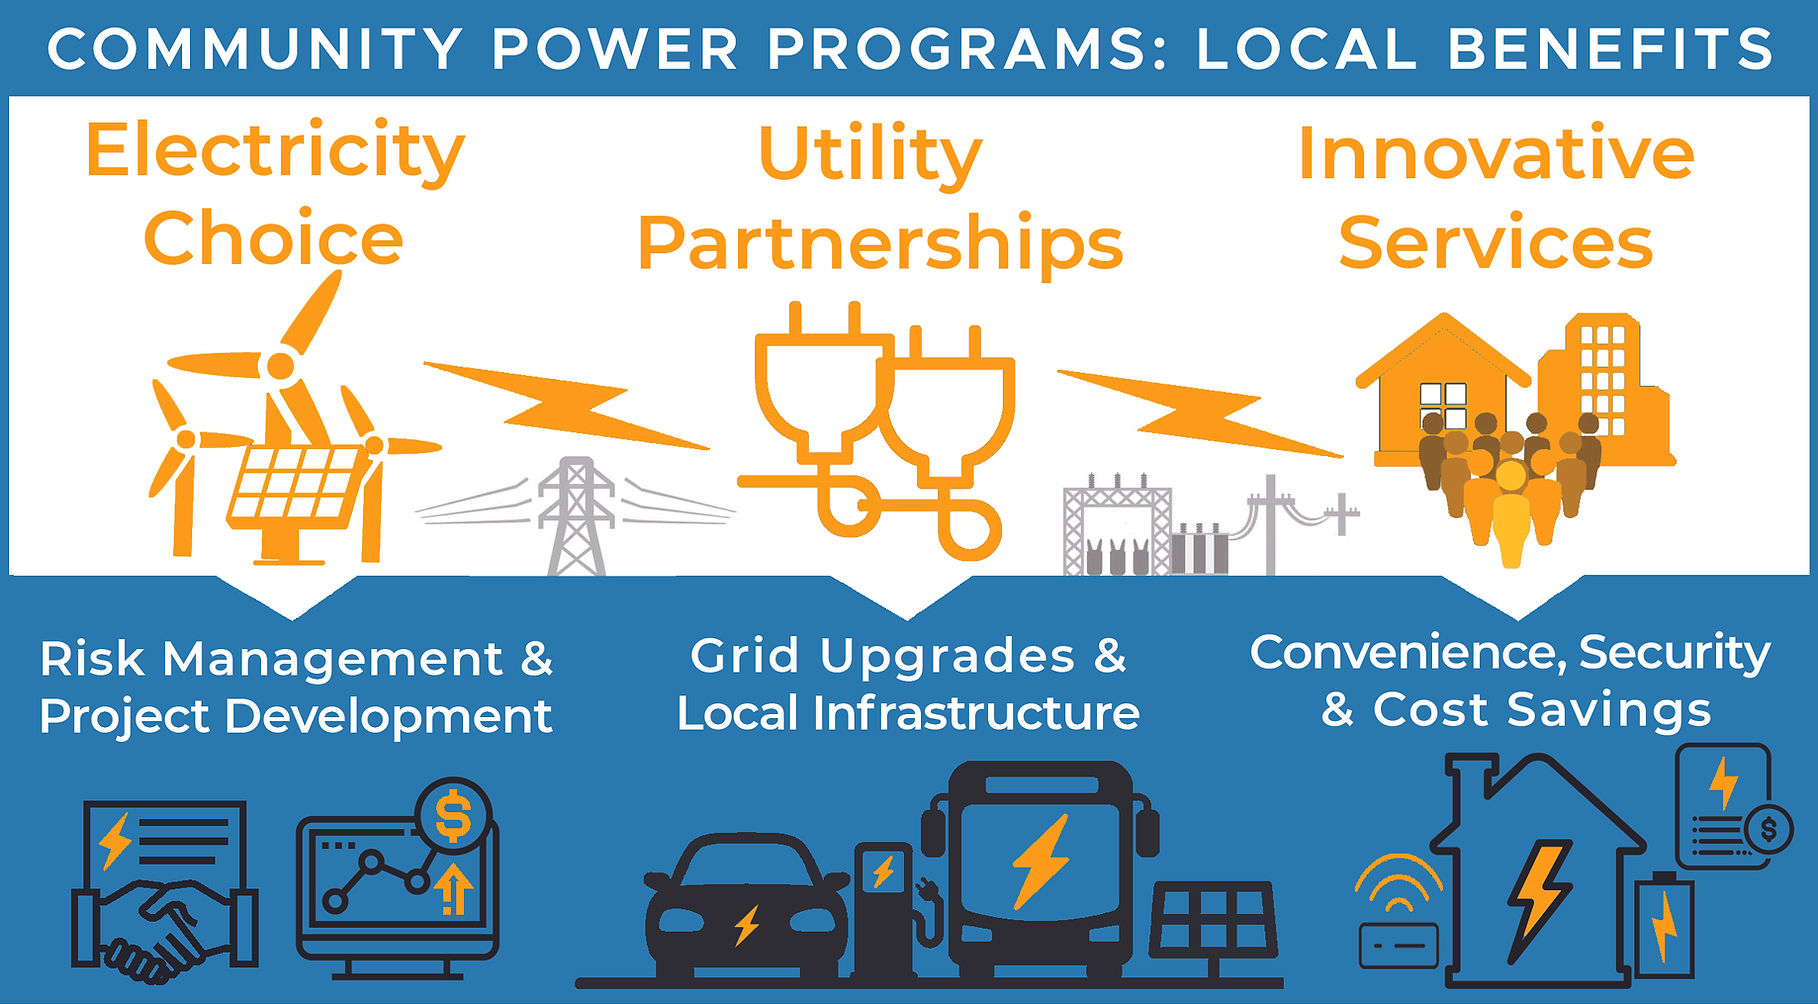 COMMUNITY POWER PROGRAMS: LOCAL BENEFITS
Electricity
Choice
Utility
Partnerships
Innovative
Services
Risk Management &
Project Development
Grid Upgrades &
Local Infrastructure
Convenience, Security
& Cost Savings
$
$